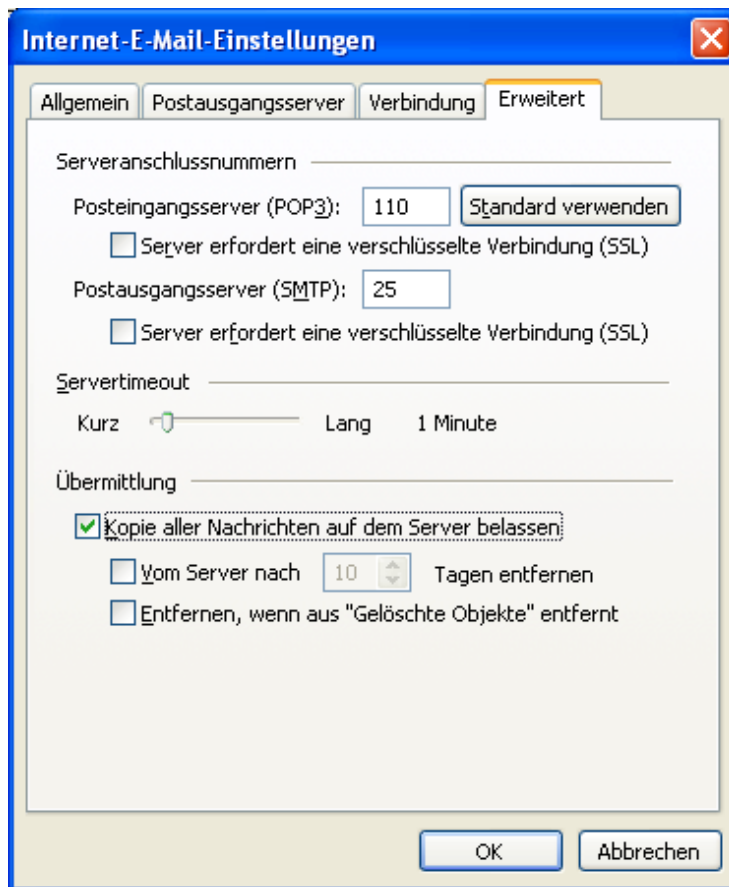 Internet-E-Mail-Einstellungen
Allgemein Postausgangsserver Verbindung Erweitert
Serveranschlussnummern
Posteingangsserver (POP3): 110 Standard verwenden
Server erfordert eine verschlüsselte Verbindung (SSL)
Postausgangsserver (SMTP): 25
Server erfordert eine verschlüsselte Verbindung (SSL)
Servertimeout
Kurz Lang 1 Minute
Übermittlung
Kopie aller Nachrichten auf dem Server belassen
Vom Server nach 10 Tagen entfernen
Entfernen, wenn aus "Gelöschte Objekte" entfernt
OK Abbrechen